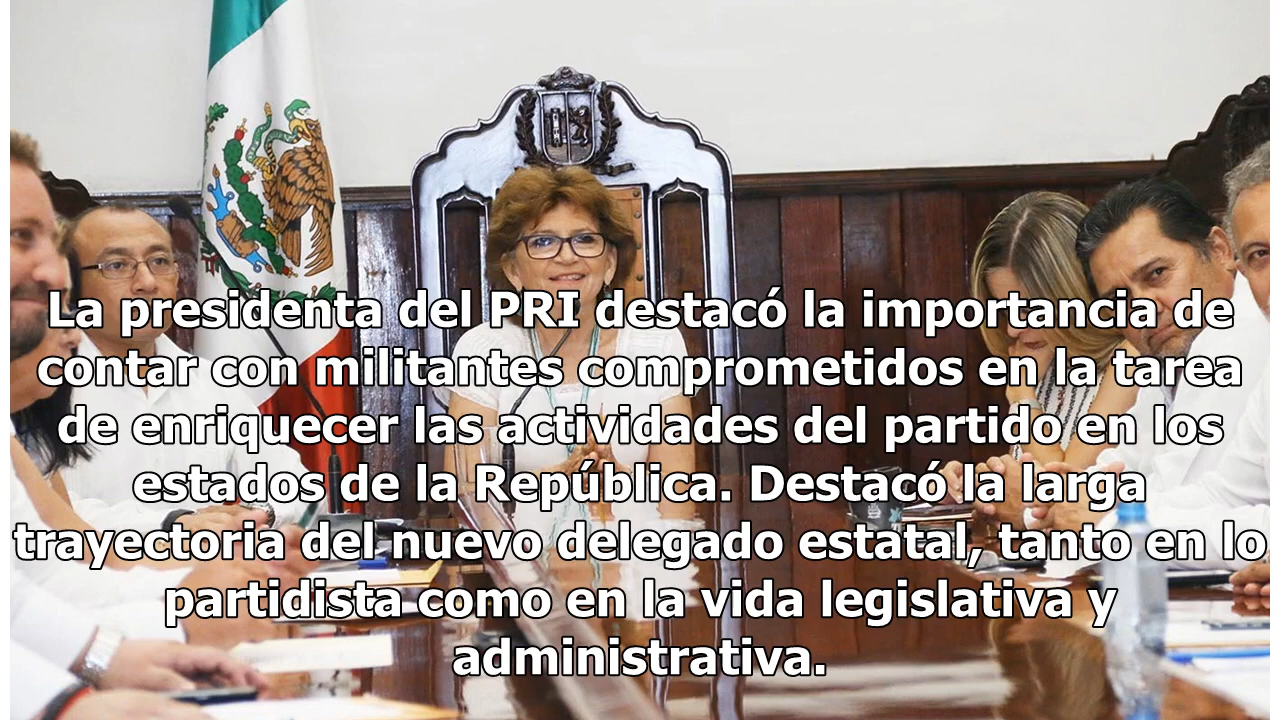 La presidenta del PRI destacó la importancia de
contar con militantes comprometidos en la tarea
de enriquecer las actividades del partido en los
estados de la República. Destacó la larga
trayectoria del nuevo delegado estatal, tanto en lo
partidista como en la vida legislativa y
administrativa.